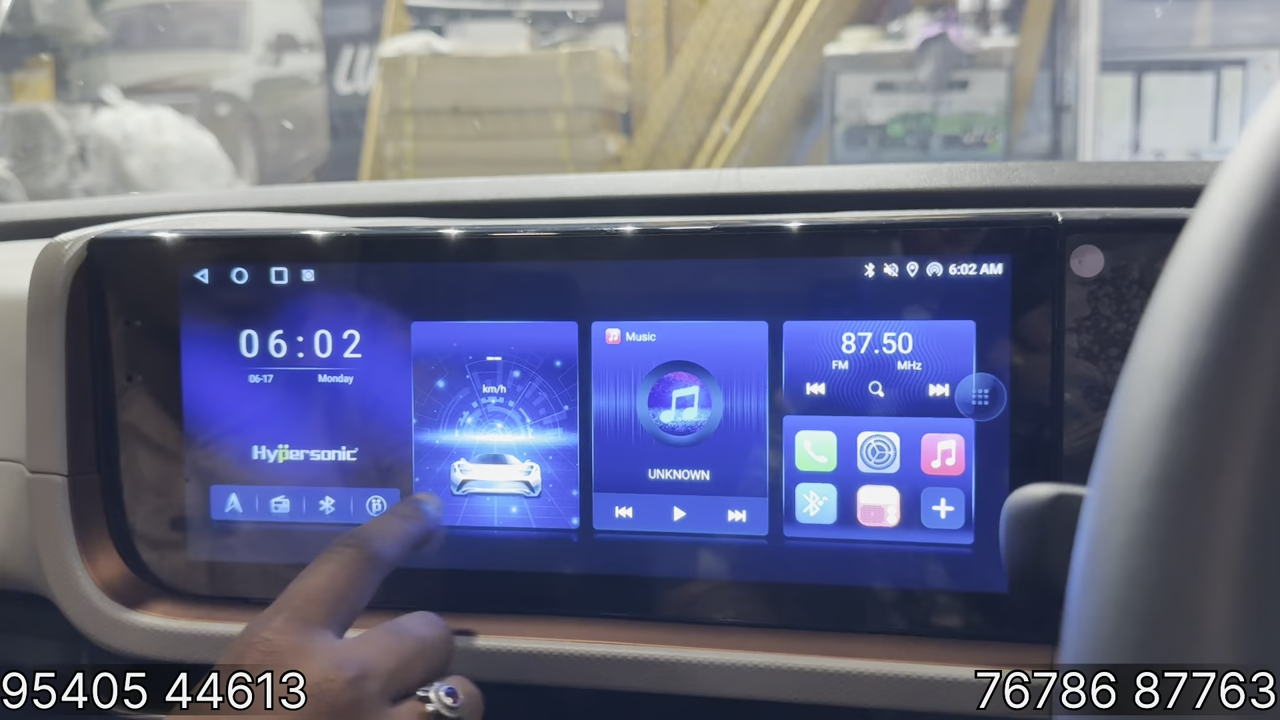 6:02 AM
06:02
06-17 Monday
Hypersonic
km/h
Music
UNKNOWN
87.50
FM MHz
95405 44613
76786 87763